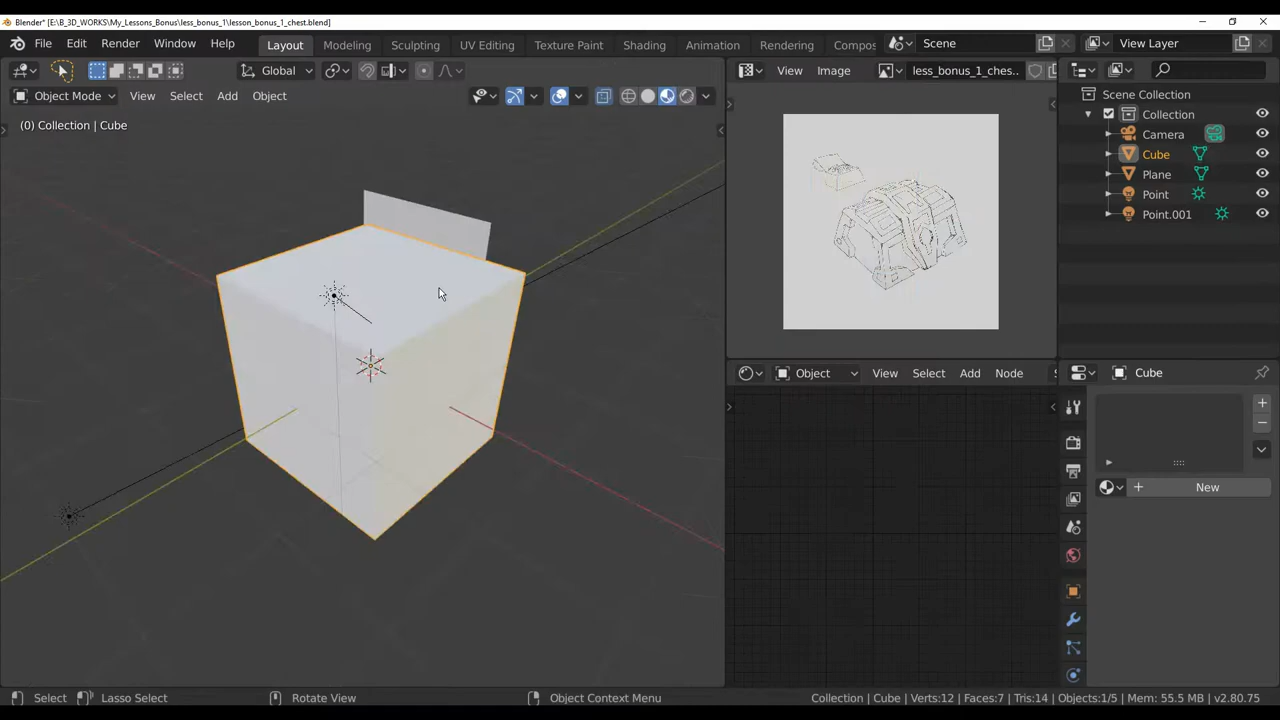 Blender* [E:\B_3D_WORKS\My_Lessons_Bonus\less_bonus_1\lesson_bonus_1_chest.blend]
File Edit Render Window Help Layout Modeling Sculpting UV Editing Texture Paint Shading Animation Rendering Compos Scene View Layer
Global
View Image less_bonus_1_ches..
Object Mode View Select Add Object
Scene Collection
Collection
Camera
Cube
Plane
Point
Point.001
(0) Collection | Cube
Object View Select Add Node
Cube
New
Select Lasso Select Rotate View Object Context Menu Collection | Cube | Verts:12 | Faces:7 | Tris:14 | Objects:1/5 | Mem: 55.5 MB | v2.80.75